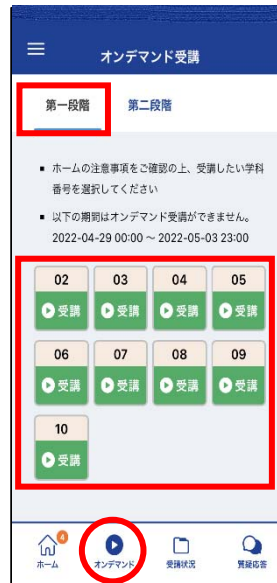 オンデマンド受講
第一段階 第二段階
▪ ホームの注意事項をご確認の上、受講したい学科
番号を選択してください
▪ 以下の期間はオンデマンド受講ができません。
2022-04-29 00:00 ～ 2022-05-03 23:00
02 03 04 05
受講 受講 受講 受講
06 07 08 09
受講 受講 受講 受講
10
受講
4
ホーム オンデマンド 受講状況 質疑応答